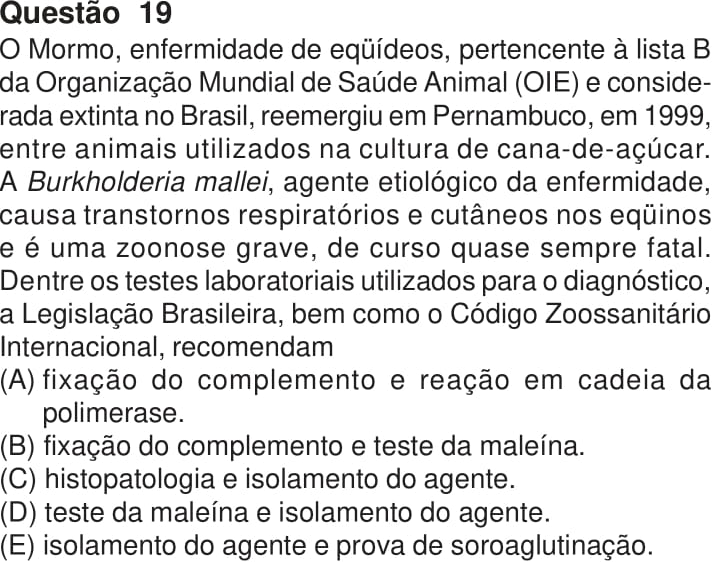 Questão 19
O Mormo, enfermidade de eqüídeos, pertencente à lista B
da Organização Mundial de Saúde Animal (OIE) e conside-
rada extinta no Brasil, reemergiu em Pernambuco, em 1999,
entre animais utilizados na cultura de cana-de-açúcar.
A Burkholderia mallei, agente etiológico da enfermidade,
causa transtornos respiratórios e cutâneos nos eqüinos
e é uma zoonose grave, de curso quase sempre fatal.
Dentre os testes laboratoriais utilizados para o diagnóstico,
a Legislação Brasileira, bem como o Código Zoossanitário
Internacional, recomendam
(A) fixação do complemento e reação em cadeia da
polimerase.
(B) fixação do complemento e teste da maleína.
(C) histopatologia e isolamento do agente.
(D) teste da maleína e isolamento do agente.
(E) isolamento do agente e prova de soroaglutinação.